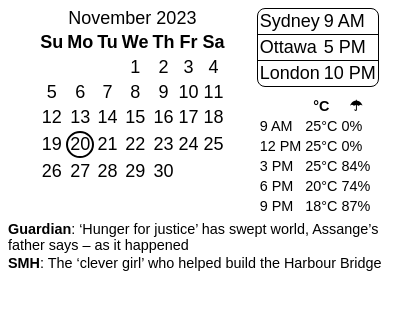 November 2023
Su Mo Tu We Th Fr Sa
1 2 3 4
5 6 7 8 9 10 11
12 13 14 15 16 17 18
19 20 21 22 23 24 25
26 27 28 29 30
Sydney 9 AM
Ottawa 5 PM
London 10 PM
°C ☂
9 AM 25°C 0%
12 PM 25°C 0%
3 PM 25°C 84%
6 PM 20°C 74%
9 PM 18°C 87%
Guardian: ‘Hunger for justice’ has swept world, Assange’s
father says – as it happened
SMH: The ‘clever girl’ who helped build the Harbour Bridge